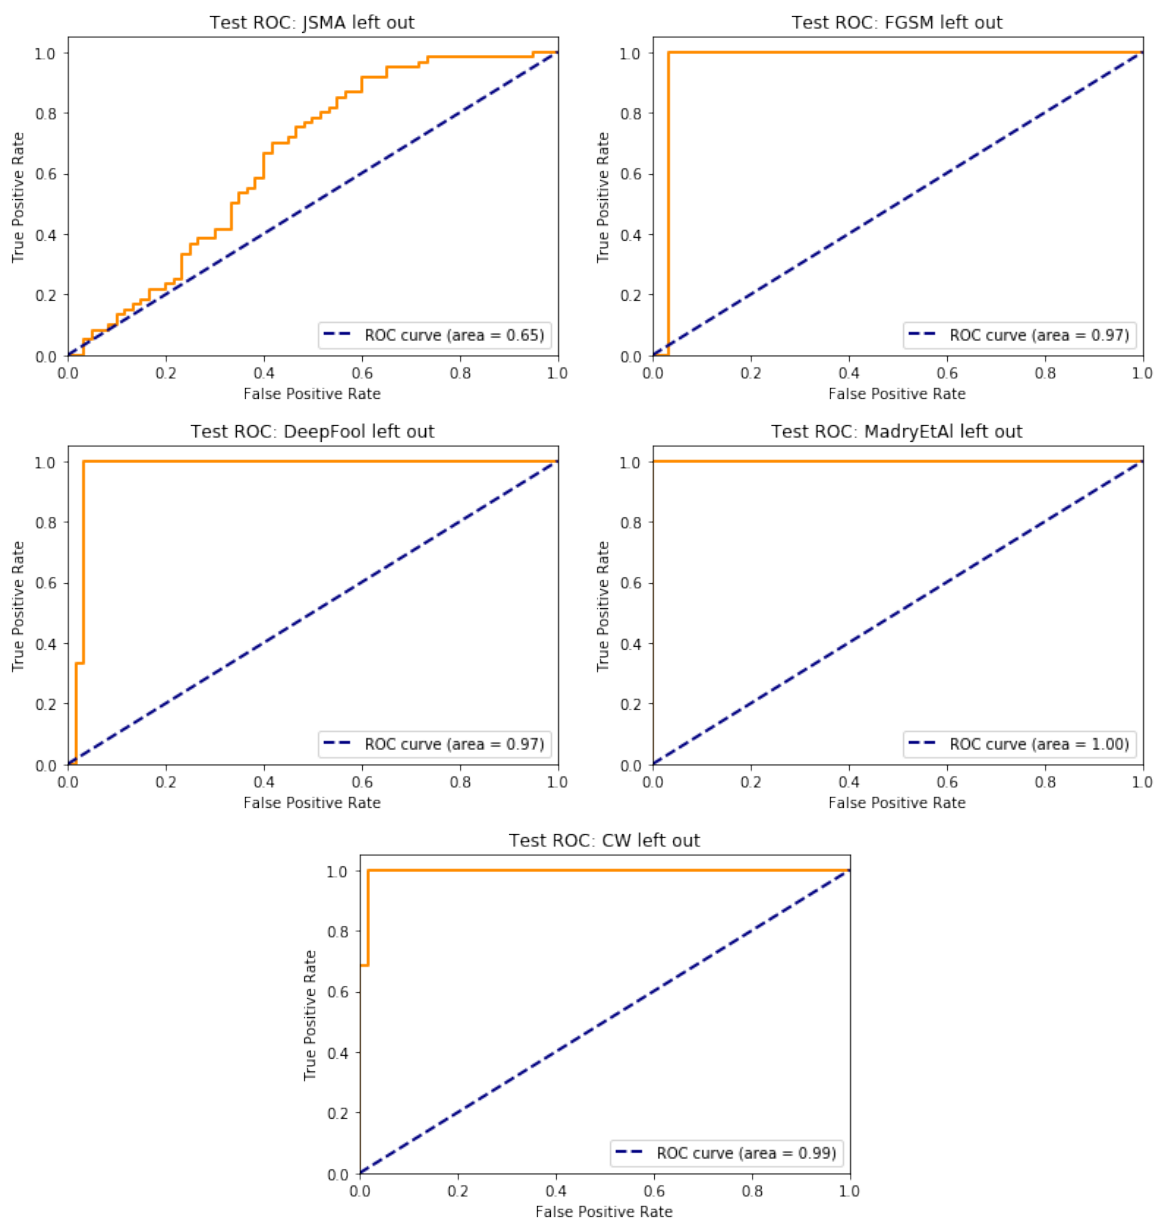 Test ROC: JSMA left out
1.0
0.8
0.6
0.4
0.2
0.0
True Positive Rate
ROC curve (area = 0.65)
0.0 0.2 0.4 0.6 0.8 1.0
False Positive Rate
Test ROC: FGSM left out
1.0
0.8
0.6
0.4
0.2
0.0
True Positive Rate
ROC curve (area = 0.97)
0.0 0.2 0.4 0.6 0.8 1.0
False Positive Rate
Test ROC: DeepFool left out
1.0
0.8
0.6
0.4
0.2
0.0
True Positive Rate
ROC curve (area = 0.97)
0.0 0.2 0.4 0.6 0.8 1.0
False Positive Rate
Test ROC: MadryEtAl left out
1.0
0.8
0.6
0.4
0.2
0.0
True Positive Rate
ROC curve (area = 1.00)
0.0 0.2 0.4 0.6 0.8 1.0
False Positive Rate
Test ROC: CW left out
1.0
0.8
0.6
0.4
0.2
0.0
True Positive Rate
ROC curve (area = 0.99)
0.0 0.2 0.4 0.6 0.8 1.0
False Positive Rate